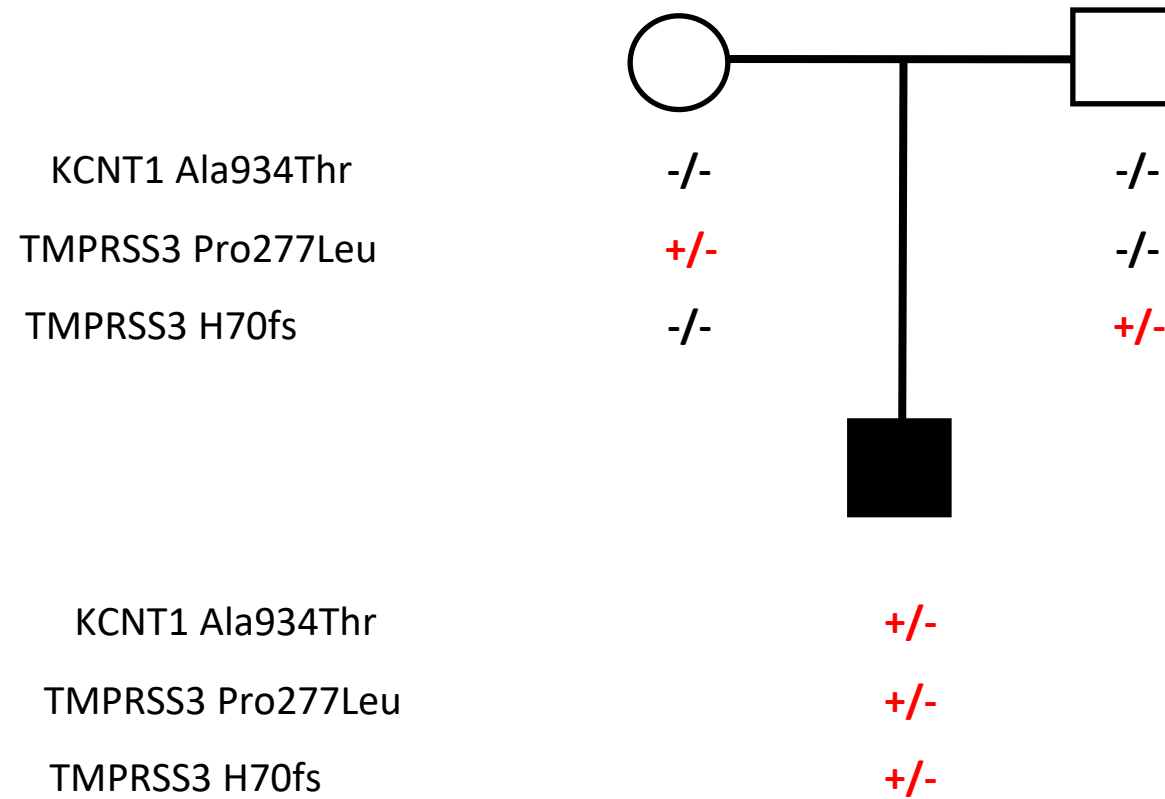 KCNT1 Ala934Thr -/- -/-
TMPRSS3 Pro277Leu +/- -/-
TMPRSS3 H70fs -/- +/-
KCNT1 Ala934Thr +/-
TMPRSS3 Pro277Leu +/-
TMPRSS3 H70fs +/-